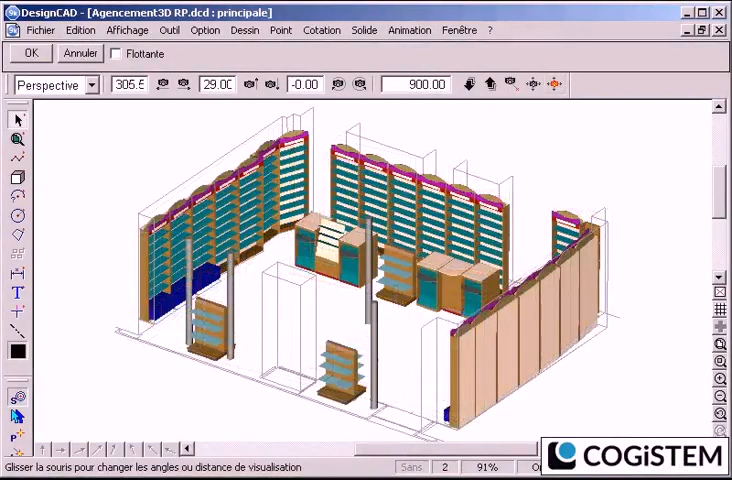 DesignCAD - [Agencement3D RP.dcd : principale]
Fichier Edition Affichage Outil Option Dessin Point Cotation Solide Animation Fenêtre ?
OK Annuler Flottante
Perspective 305.5 29.00 -0.00 900.00
T
P
Glisser la souris pour changer les angles ou distance de visualisation Sans 2 91%
COGiSTEM